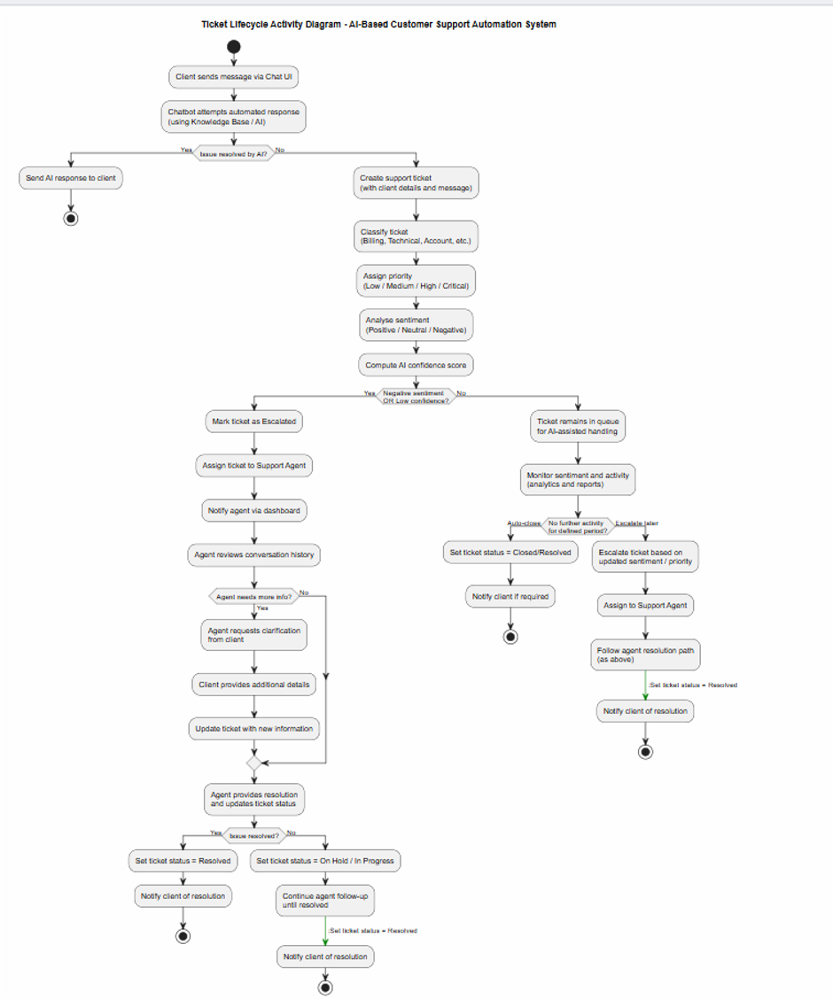 Ticket Lifecycle Activity Diagram - AI-Based Customer Support Automation System
Client sends message via Chat UI
Chatbot attempts automated response
(using Knowledge Base / AI)
Yes
Issue resolved by AI?
No
Send AI response to client
Create support ticket
(with client details and message)
Classify ticket
(Billing, Technical, Account, etc.)
Assign priority
(Low / Medium / High / Critical)
Analyse sentiment
(Positive / Neutral / Negative)
Compute AI confidence score
Yes
Negative sentiment
OR Low confidence?
No
Mark ticket as Escalated
Assign ticket to Support Agent
Notify agent via dashboard
Agent reviews conversation history
Agent needs more info?
No
Yes
Agent requests clarification
from client
Client provides additional details
Update ticket with new information
Agent provides resolution
and updates ticket status
Yes
Issue resolved?
No
Set ticket status = Resolved
Notify client of resolution
Set ticket status = On Hold / In Progress
Continue agent follow-up
until resolved
:Set ticket status = Resolved
Notify client of resolution
Ticket remains in queue
for AI-assisted handling
Monitor sentiment and activity
(analytics and reports)
Auto-close
No further activity
for defined period?
Escalate later
Set ticket status = Closed/Resolved
Notify client if required
Escalate ticket based on
updated sentiment / priority
Assign to Support Agent
Follow agent resolution path
(as above)
:Set ticket status = Resolved
Notify client of resolution